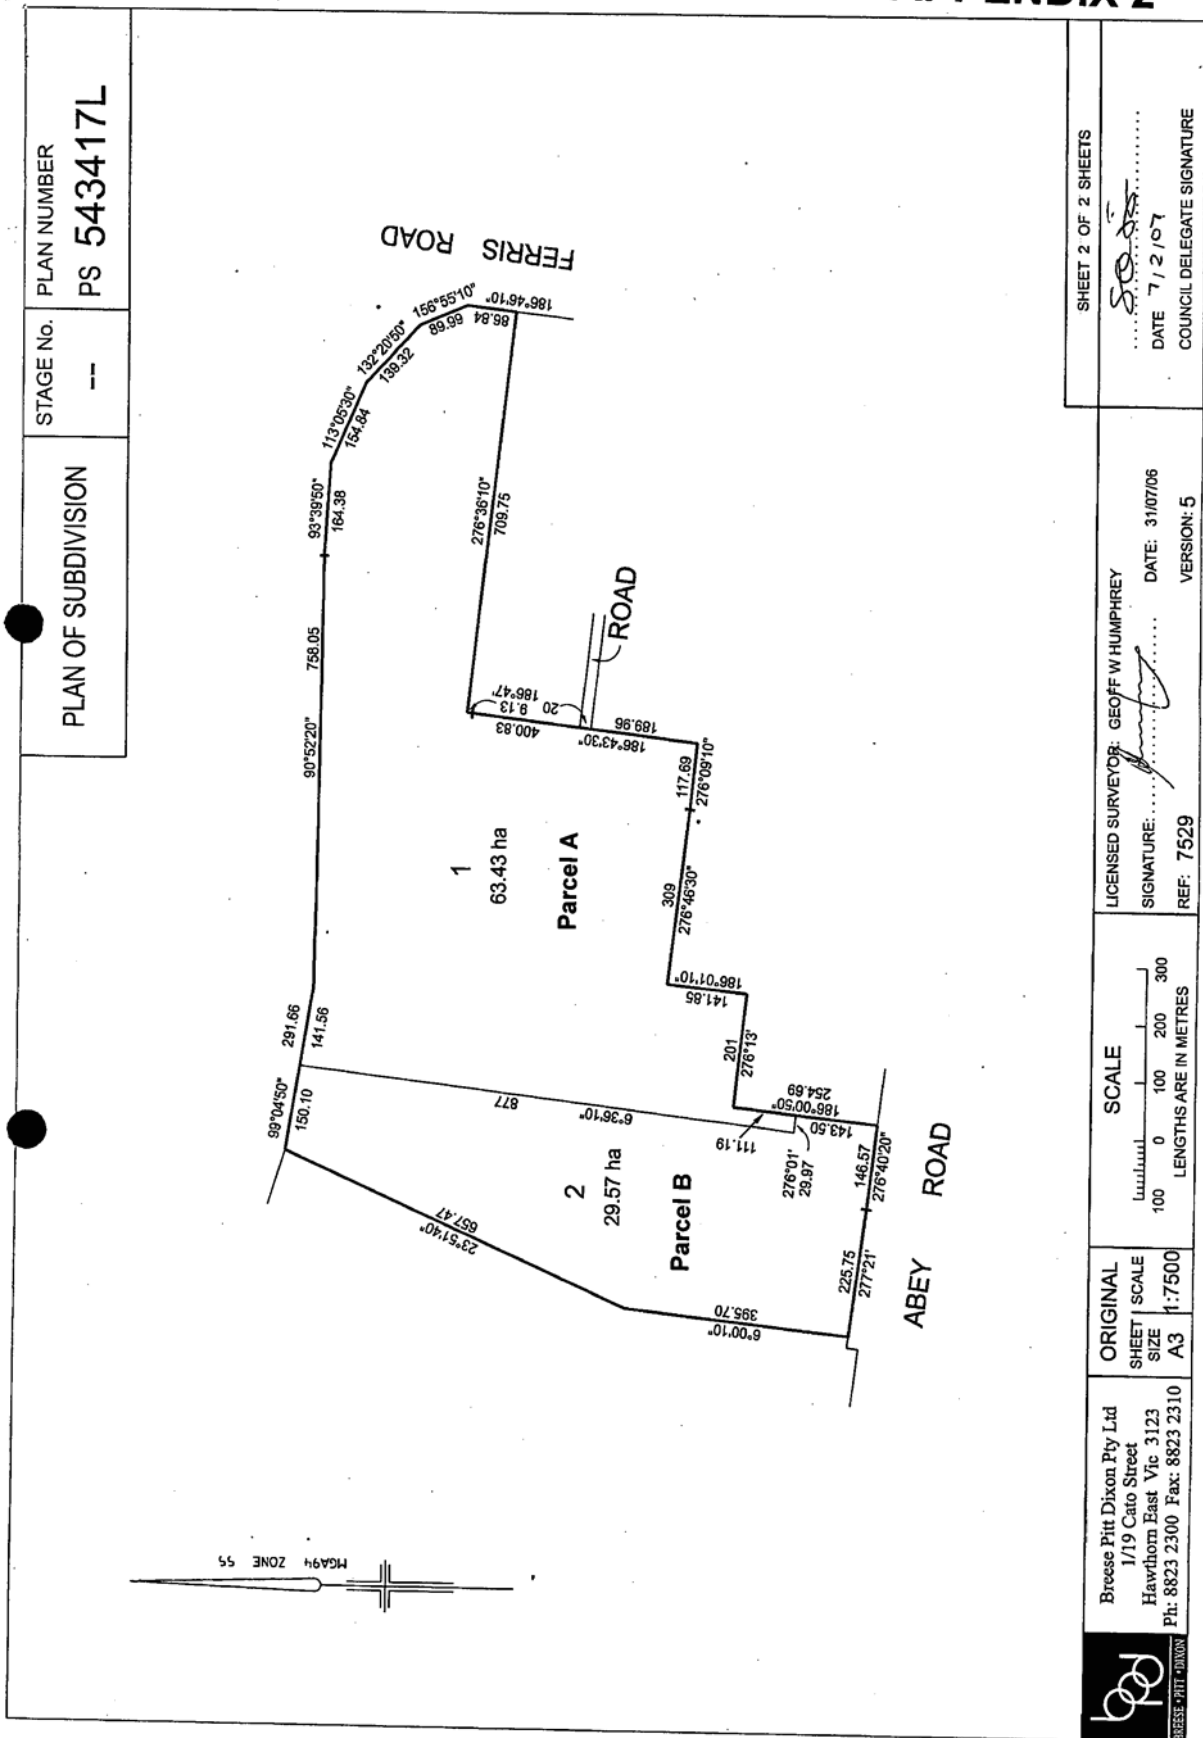 PENDIX 2
PLAN OF SUBDIVISION
STAGE No.
--
PLAN NUMBER
PS 543417L
MGA94 ZONE 55
FERRIS ROAD
99°04'50"
150.10
291.66
141.56
90°52'20"
758.05
93°39'50"
164.38
113°05'30"
154.84
132°20'50"
139.32
156°55'10"
89.99
186°46'10"
86.84
276°36'10"
709.75
186°47'
9.13
20
400.83
186°43'30"
189.96
ROAD
117.69
276°09'10"
309
276°46'30"
186°01'10"
141.85
201
276°13'
254.69
186°00'50"
143.50
111.19
276°01'
29.97
6°36'10"
877
1
63.43 ha
Parcel A
2
29.57 ha
Parcel B
657.47
23°51'40"
395.70
6°00'10"
225.75
277°21'
146.57
276°40'20"
ABEY ROAD
bpd
BREESE • PITT • DIXON
Breese Pitt Dixon Pty Ltd
1/19 Cato Street
Hawthorn East Vic 3123
Ph: 8823 2300 Fax: 8823 2310
ORIGINAL
SHEET SIZE
A3
SCALE
1:7500
SCALE
100 0 100 200 300
LENGTHS ARE IN METRES
LICENSED SURVEYOR: GEOFF W HUMPHREY
SIGNATURE: DATE: 31/07/06
REF: 7529 VERSION: 5
SHEET 2 OF 2 SHEETS
DATE 7/2/07
COUNCIL DELEGATE SIGNATURE